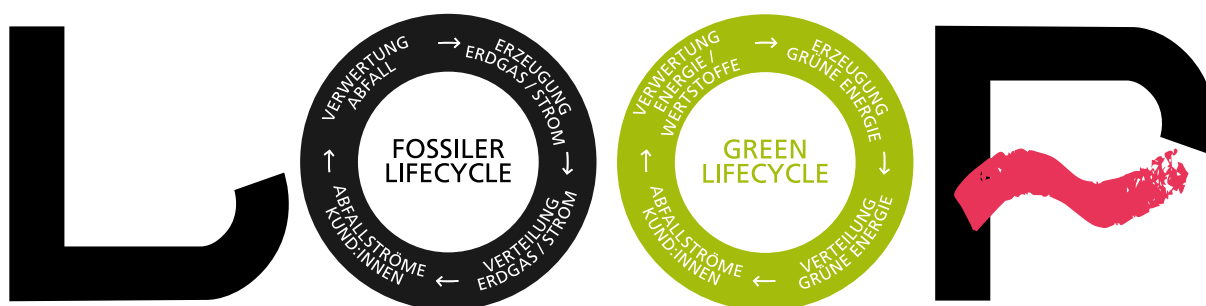 LOOP
VERWERTUNG
ABFALL
ERZEUGUNG
ERDGAS / STROM
VERTEILUNG
ERDGAS / STROM
ABFALLSTRÖME
KUND:INNEN
FOSSILER
LIFECYCLE
VERWERTUNG
ENERGIE /
WERTSTOFFE
ERZEUGUNG
GRÜNE ENERGIE
VERTEILUNG
GRÜNE ENERGIE
ABFALLSTRÖME
KUND:INNEN
GREEN
LIFECYCLE